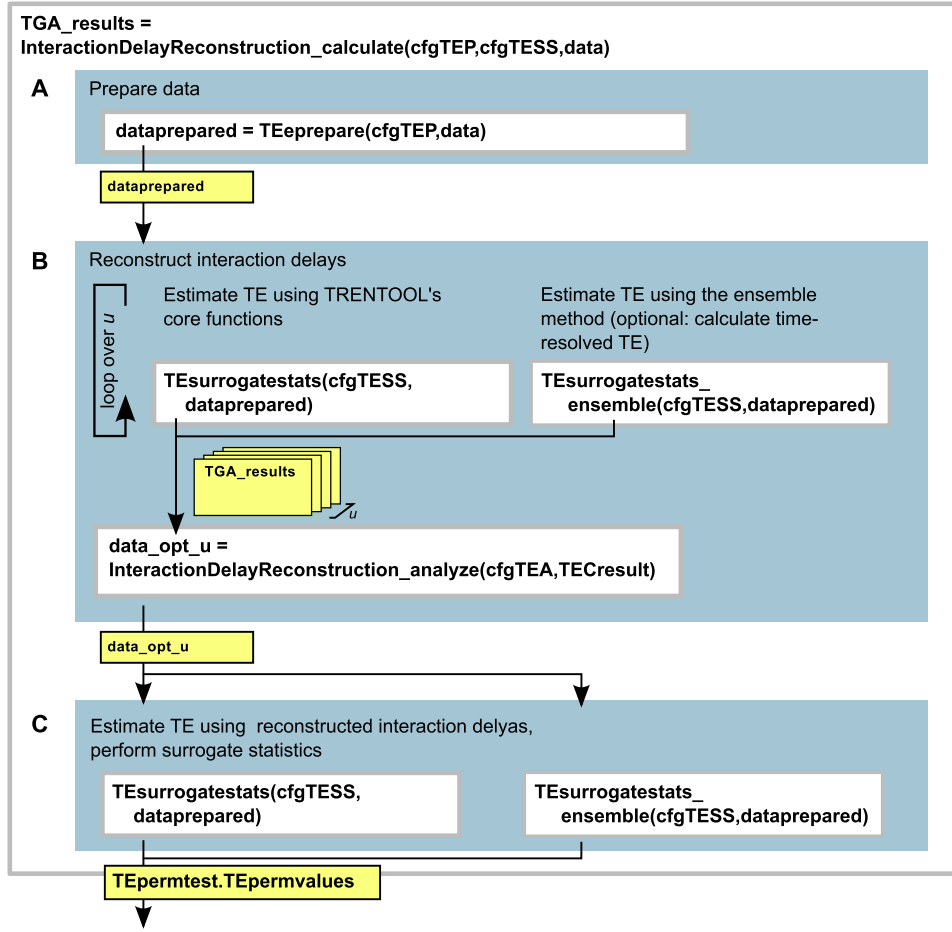 TGA_results =
InteractionDelayReconstruction_calculate(cfgTEP,cfgTESS,data)
A
Prepare data
dataprepared = TEeprepare(cfgTEP,data)
dataprepared
B
Reconstruct interaction delays
loop over u
Estimate TE using TRENTOOL's
core functions
Estimate TE using the ensemble
method (optional: calculate time-
resolved TE)
TEsurrogatestats(cfgTESS,
dataprepared)
TEsurrogatestats_
ensemble(cfgTESS,dataprepared)
TGA_results
u
data_opt_u =
InteractionDelayReconstruction_analyze(cfgTEA,TECresult)
data_opt_u
C
Estimate TE using  reconstructed interaction delyas,
perform surrogate statistics
TEsurrogatestats(cfgTESS,
dataprepared)
TEsurrogatestats_
ensemble(cfgTESS,dataprepared)
TEpermtest.TEpermvalues